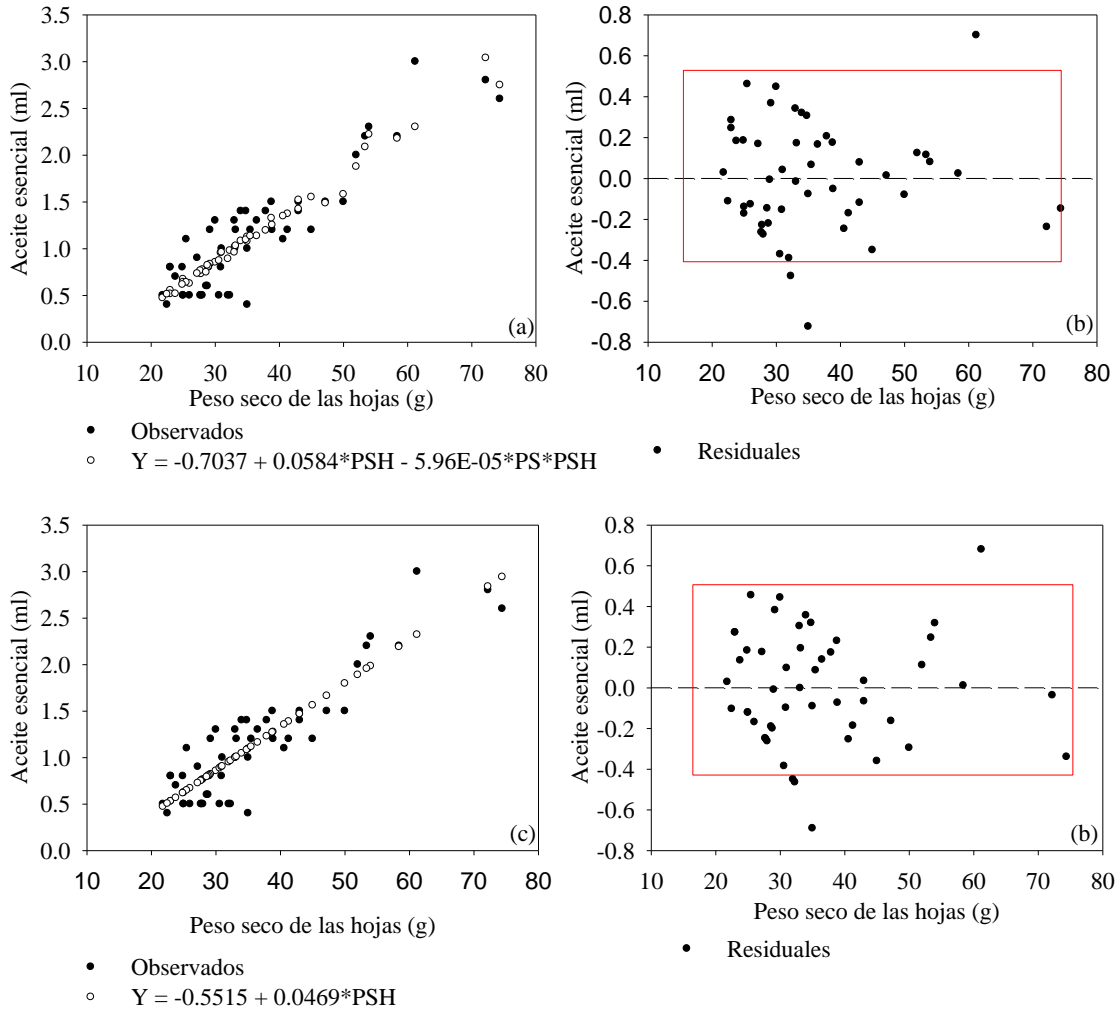 3.5
3.0
2.5
2.0
1.5
1.0
0.5
0.0
Aceite esencial (ml)
(a)
10 20 30 40 50 60 70 80
Peso seco de las hojas (g)
Observados
Y = -0.7037 + 0.0584*PSH - 5.96E-05*PS*PSH
0.8
0.6
0.4
0.2
0.0
-0.2
-0.4
-0.6
-0.8
Aceite esencial (ml)
(b)
10 20 30 40 50 60 70 80
Peso seco de las hojas (g)
Residuales
3.5
3.0
2.5
2.0
1.5
1.0
0.5
0.0
Aceite esencial (ml)
(c)
10 20 30 40 50 60 70 80
Peso seco de las hojas (g)
Observados
Y = -0.5515 + 0.0469*PSH
0.8
0.6
0.4
0.2
0.0
-0.2
-0.4
-0.6
-0.8
Aceite esencial (ml)
(b)
10 20 30 40 50 60 70 80
Peso seco de las hojas (g)
Residuales